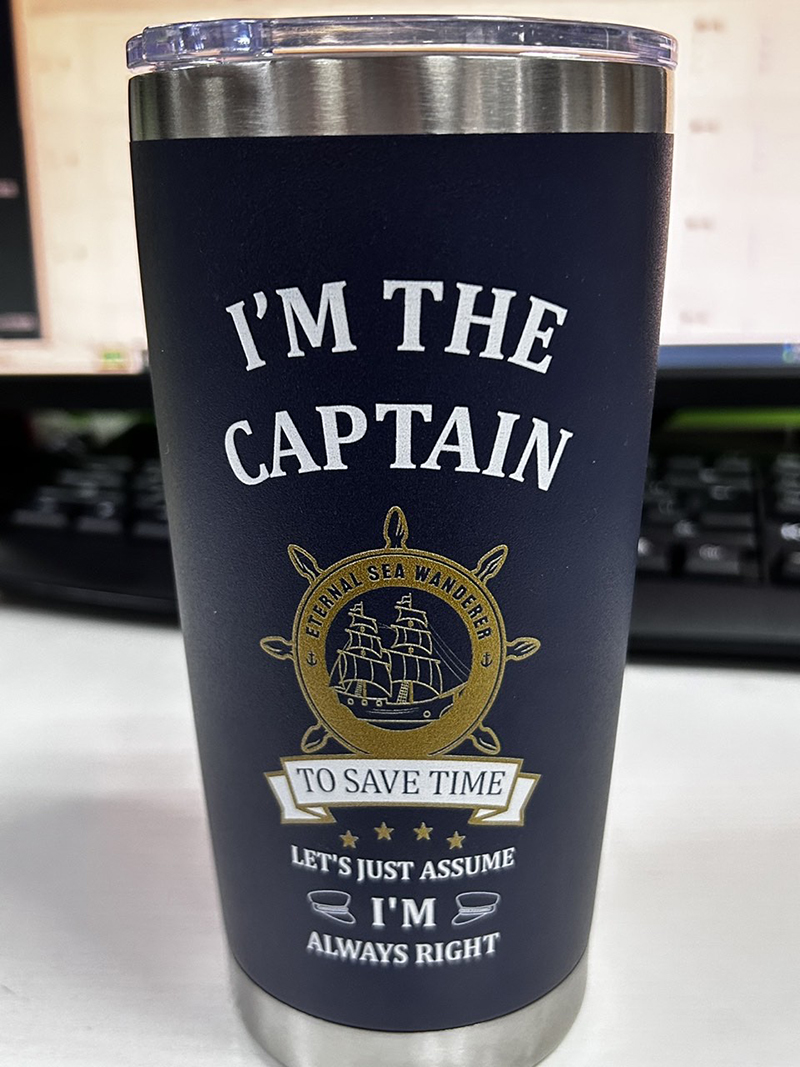 I'M THE
CAPTAIN
ETERNAL SEA WANDERER
TO SAVE TIME
LET'S JUST ASSUME
I'M
ALWAYS RIGHT